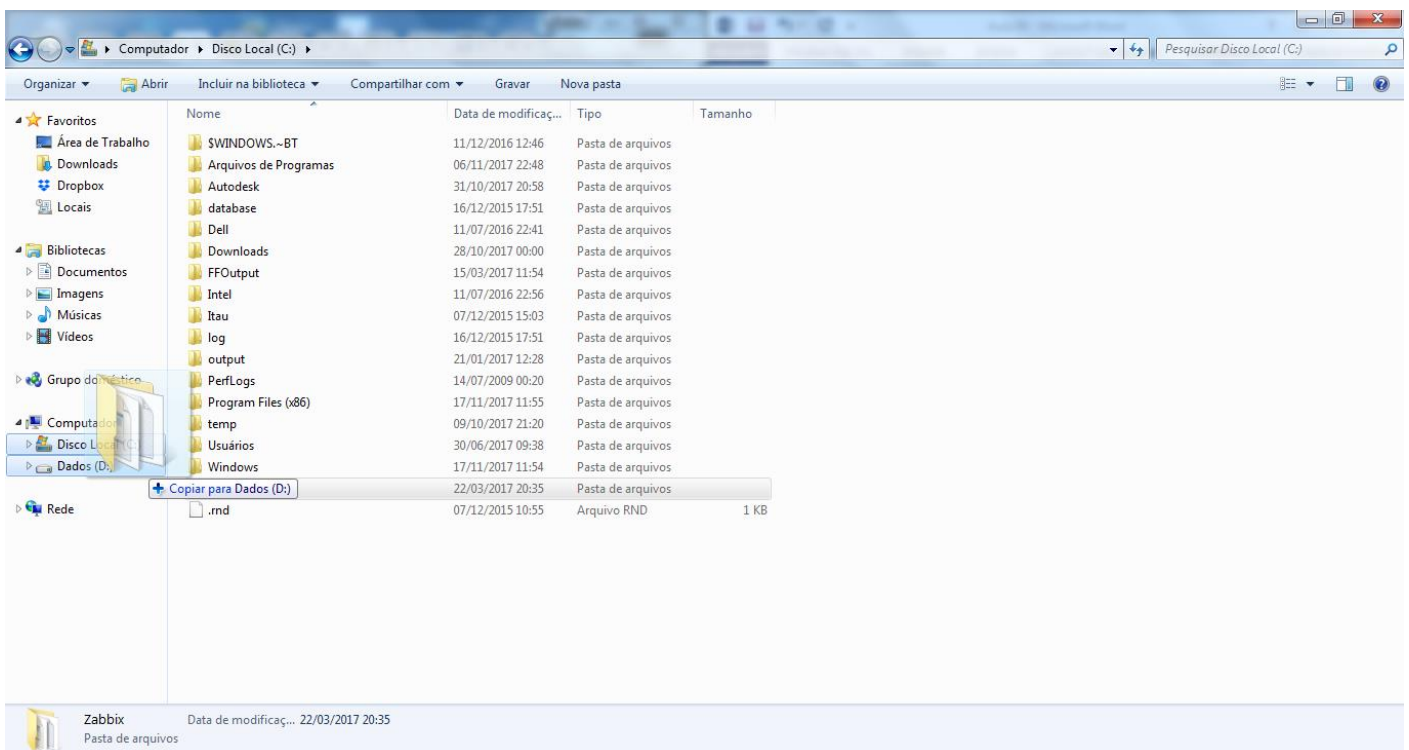 Computador Disco Local (C:)
Pesquisar Disco Local (C:)
Organizar Abrir Incluir na biblioteca Compartilhar com Gravar Nova pasta
Favoritos
Área de Trabalho
Downloads
Dropbox
Locais
Bibliotecas
Documentos
Imagens
Músicas
Vídeos
Grupo doméstico
Computador
Disco Local (C:)
Dados (D:)
Rede
Nome Data de modificaç... Tipo Tamanho
$WINDOWS.~BT 11/12/2016 12:46 Pasta de arquivos
Arquivos de Programas 06/11/2017 22:48 Pasta de arquivos
Autodesk 31/10/2017 20:58 Pasta de arquivos
database 16/12/2015 17:51 Pasta de arquivos
Dell 11/07/2016 22:41 Pasta de arquivos
Downloads 28/10/2017 00:00 Pasta de arquivos
FFOutput 15/03/2017 11:54 Pasta de arquivos
Intel 11/07/2016 22:56 Pasta de arquivos
Itau 07/12/2015 15:03 Pasta de arquivos
log 16/12/2015 17:51 Pasta de arquivos
output 21/01/2017 12:28 Pasta de arquivos
PerfLogs 14/07/2009 00:20 Pasta de arquivos
Program Files (x86) 17/11/2017 11:55 Pasta de arquivos
temp 09/10/2017 21:20 Pasta de arquivos
Usuários 30/06/2017 09:38 Pasta de arquivos
Windows 17/11/2017 11:54 Pasta de arquivos
Copiar para Dados (D:) 22/03/2017 20:35 Pasta de arquivos
.rnd 07/12/2015 10:55 Arquivo RND 1 KB
Zabbix Data de modificaç... 22/03/2017 20:35
Pasta de arquivos